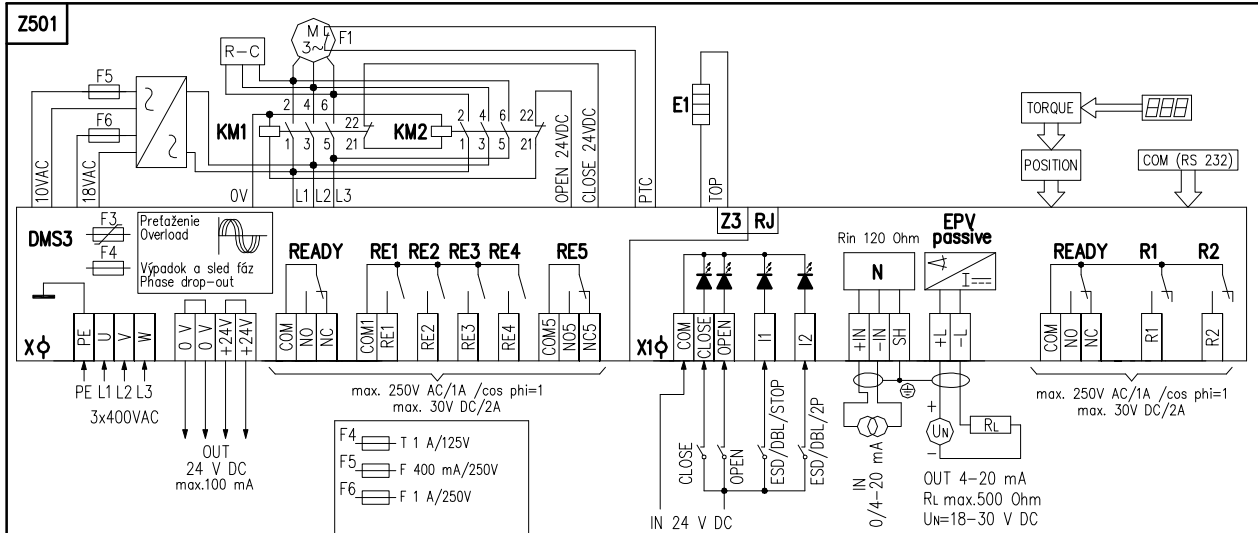 Z501
M
3~
F1
R-C
F5
F6
KM1
2 4 6
1 3 5
22
21
KM2
2 4 6
1 3 5
22
21
E1
TORQUE
POSITION
COM (RS 232)
10VAC
18VAC
0V
L1 L2 L3
OPEN 24VDC
CLOSE 24VDC
PTC
TOP
DMS3
F3
F4
Preťaženie
Overload
Výpadok a sled fáz
Phase drop-out
READY
RE1 RE2 RE3 RE4
RE5
Z3 RJ
Rin 120 Ohm
N
EPV
passive
I
READY
R1
R2
X
PE
U
V
W
0 V
0 V
+24V
+24V
COM
NO
NC
COM1
RE1
RE2
RE3
RE4
COM5
NO5
NC5
X1
COM
CLOSE
OPEN
I1
I2
+IN
-IN
SH
+L
-L
COM
NO
NC
R1
R2
PE L1 L2 L3
3x400VAC
OUT
24 V DC
max.100 mA
max. 250V AC/1A /cos phi=1
max. 30V DC/2A
F4 T 1 A/125V
F5 F 400 mA/250V
F6 F 1 A/250V
CLOSE
OPEN
ESD/DBL/STOP
ESD/DBL/2P
IN 24 V DC
IN
0/4-20 mA
+
UN
-
RL
OUT 4-20 mA
RL max.500 Ohm
UN=18-30 V DC
max. 250V AC/1A /cos phi=1
max. 30V DC/2A